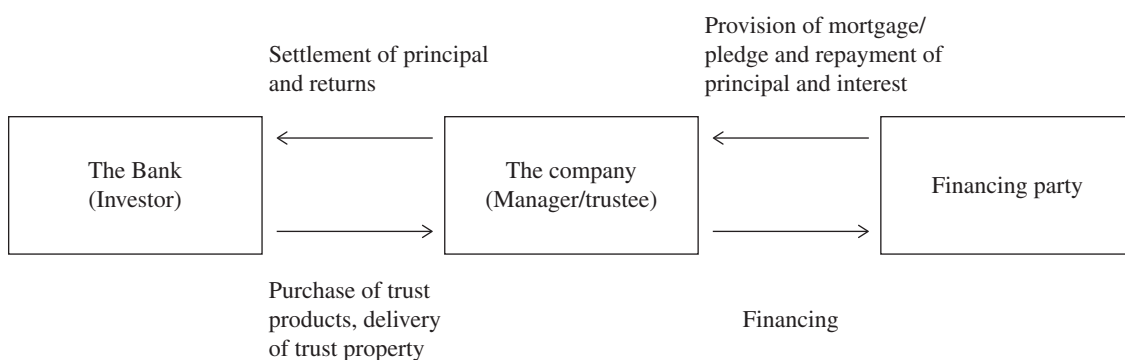 Settlement of principal
and returns
Provision of mortgage/
pledge and repayment of
principal and interest
The Bank
(Investor)
The company
(Manager/trustee)
Financing party
Purchase of trust
products, delivery
of trust property
Financing